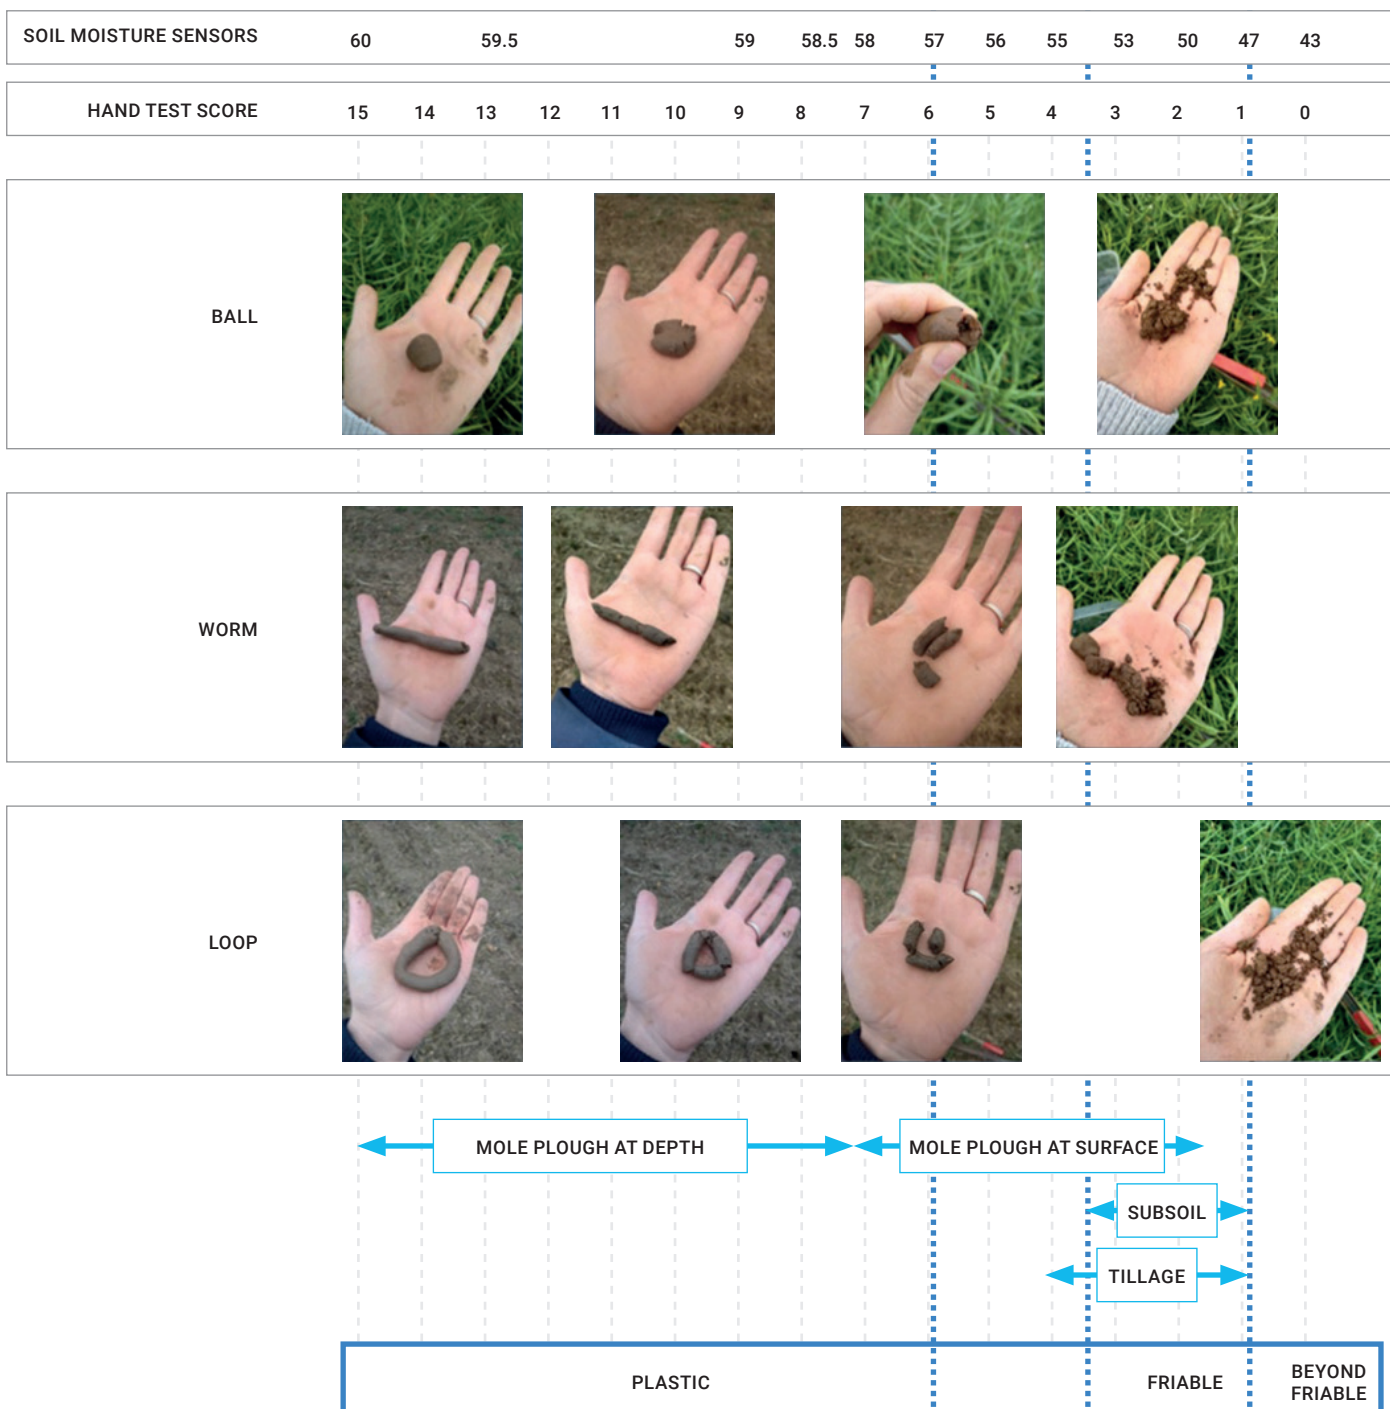 SOIL MOISTURE SENSORS 60 59.5 59 58.5 58 57 56 55 53 50 47 43
HAND TEST SCORE 15 14 13 12 11 10 9 8 7 6 5 4 3 2 1 0
BALL
WORM
LOOP
MOLE PLOUGH AT DEPTH MOLE PLOUGH AT SURFACE
SUBSOIL
TILLAGE
PLASTIC FRIABLE BEYOND
FRIABLE